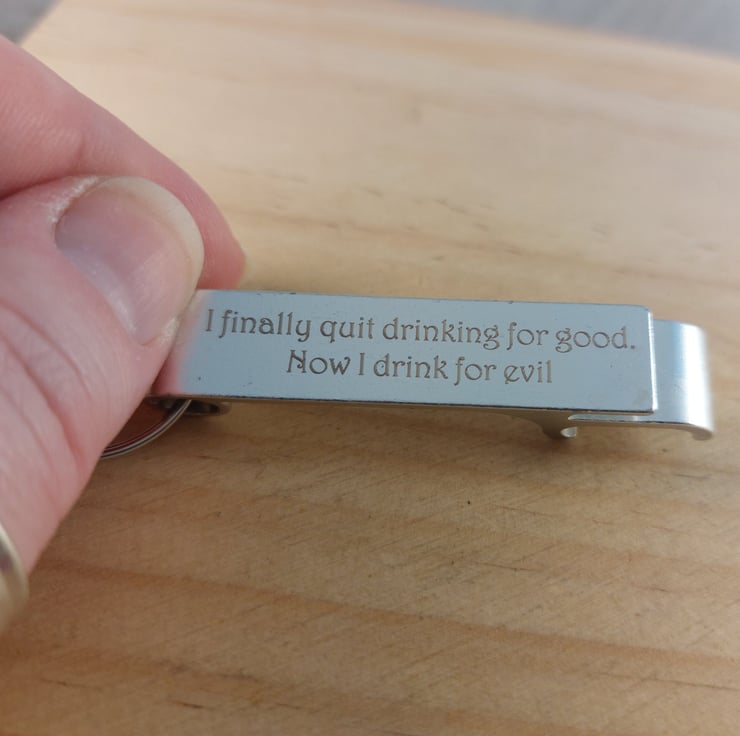 I finally quit drinking for good.
Now I drink for evil